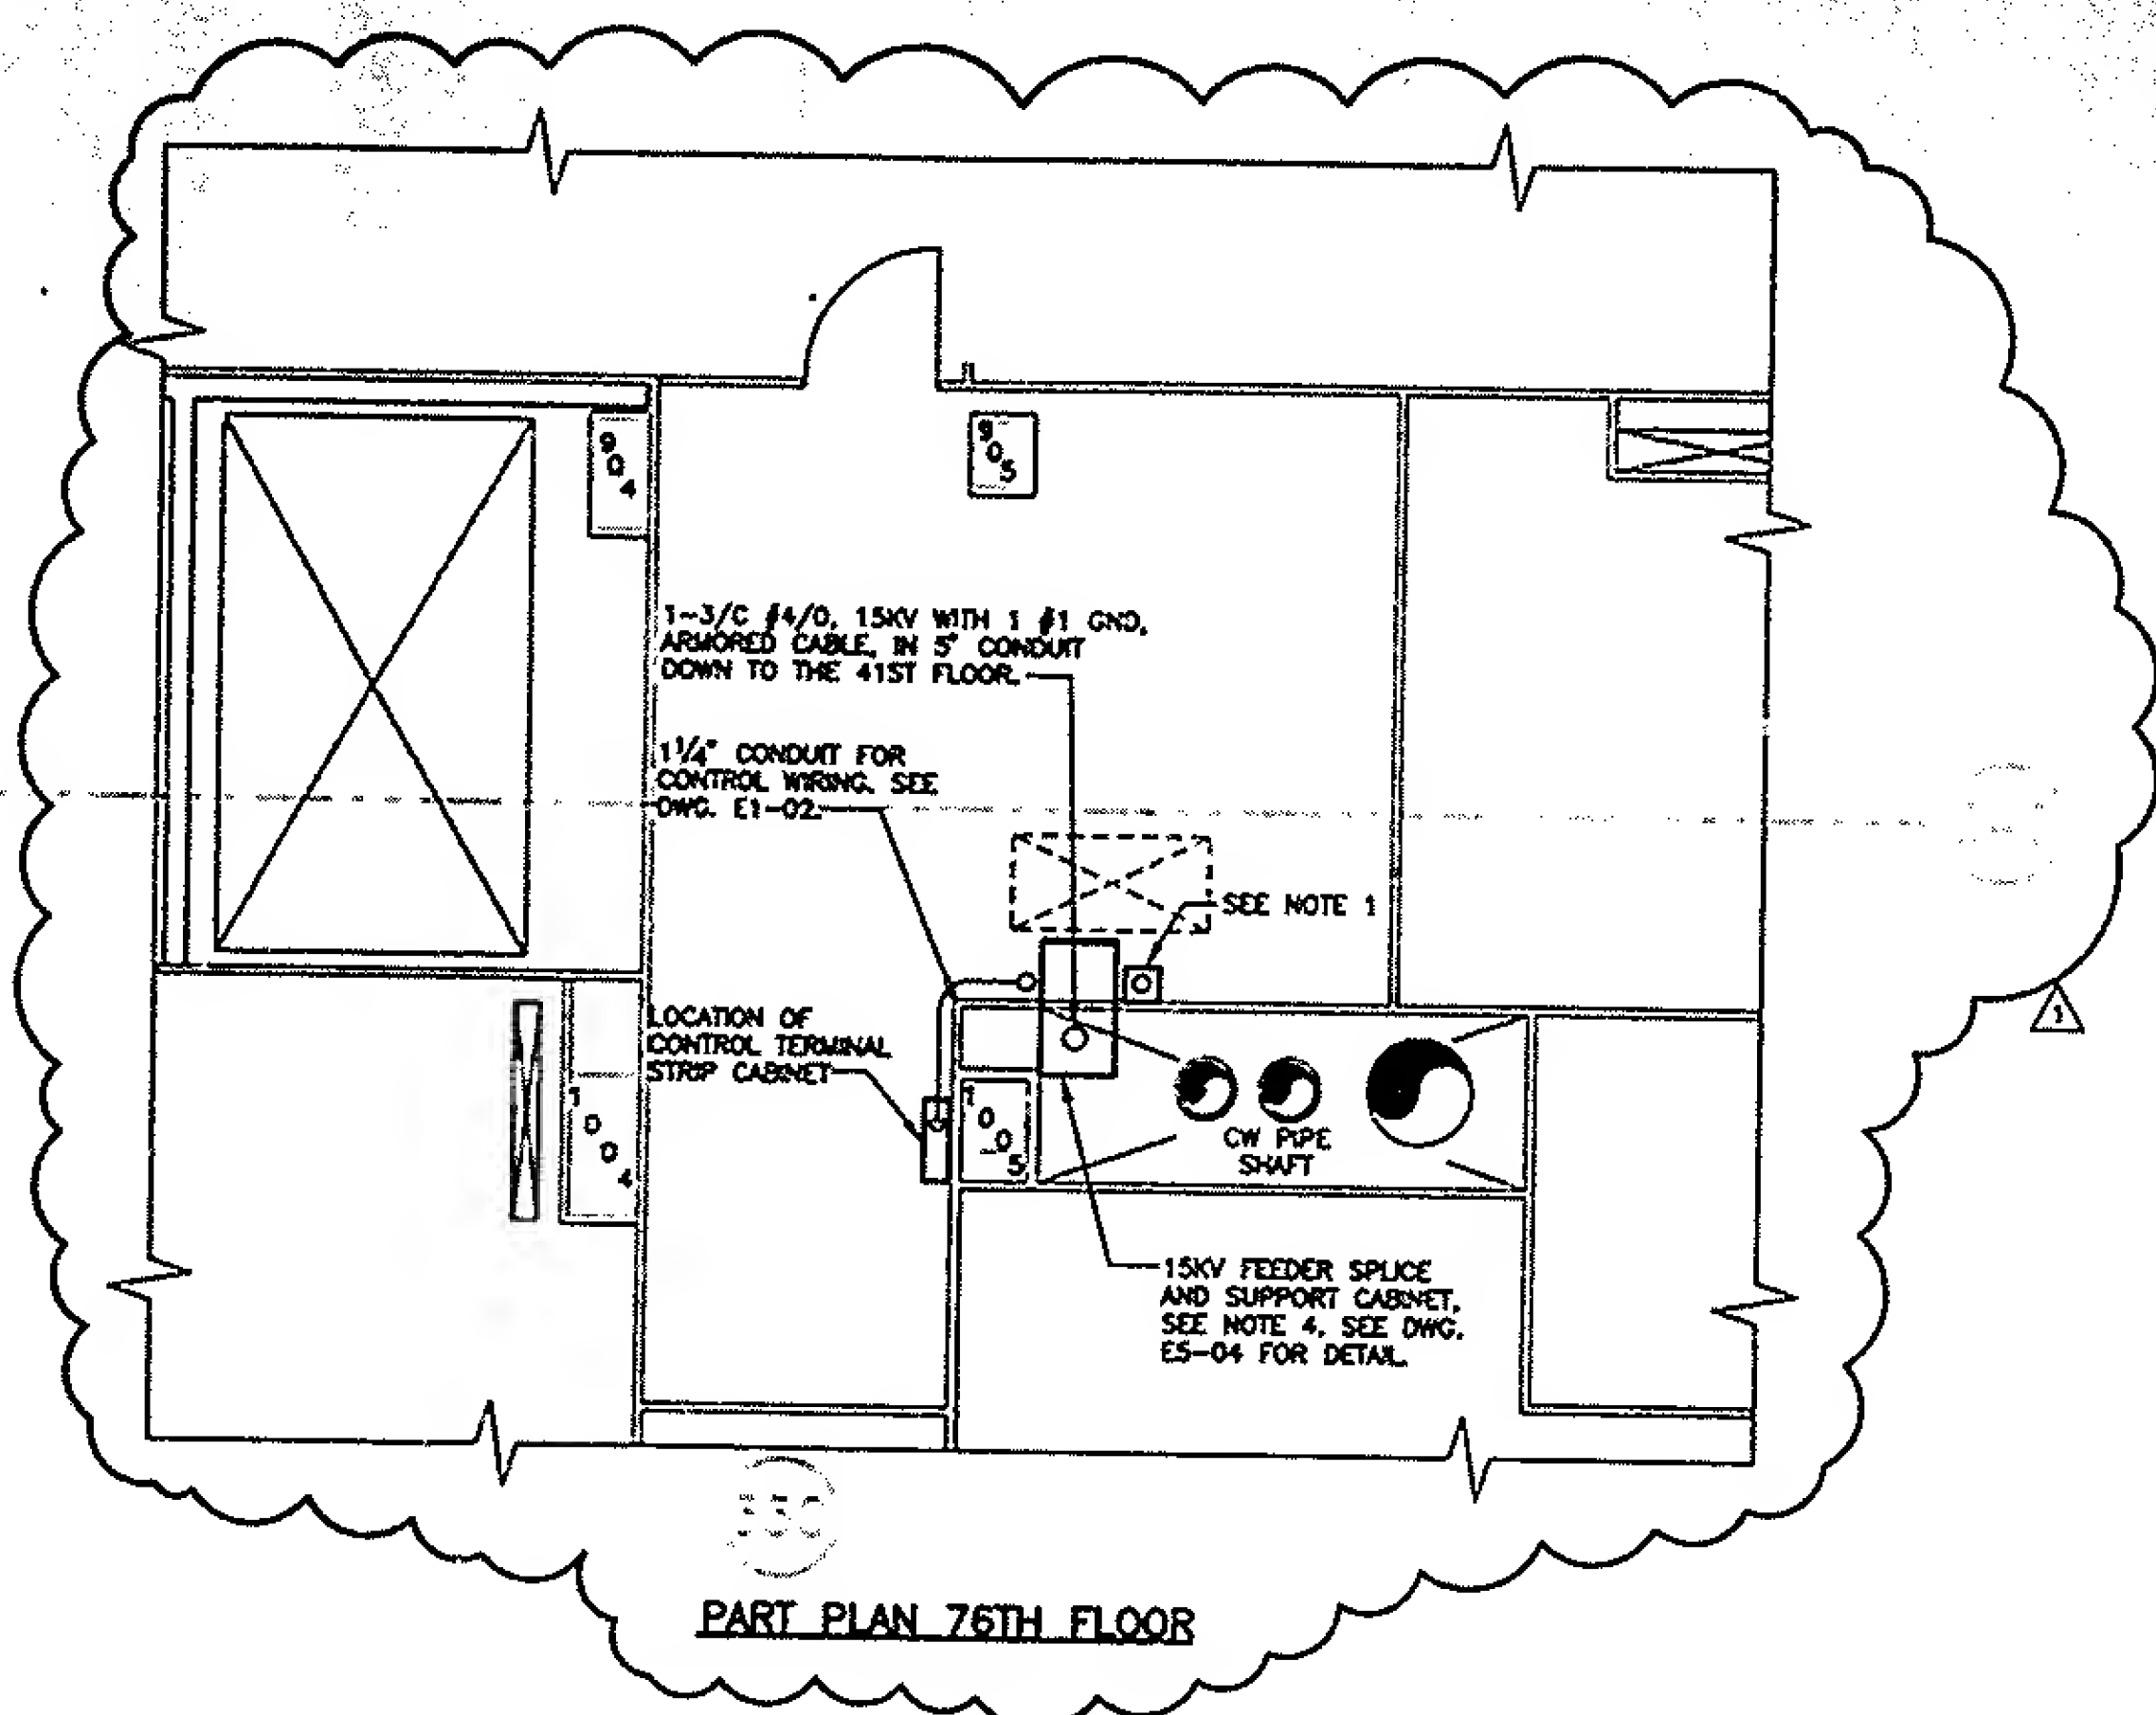 904
905
1-3/C #4/0, 15KV WITH 1 #1 GND,
ARMORED CABLE, IN 5" CONDUIT
DOWN TO THE 41ST FLOOR.
1¼" CONDUIT FOR
CONTROL WIRING. SEE
DWG. E1-02.
SEE NOTE 1
LOCATION OF
CONTROL TERMINAL
STRIP CABINET
1
1004
1005
CW PIPE
SHAFT
15KV FEEDER SPLICE
AND SUPPORT CABINET,
SEE NOTE 4, SEE DWG.
E5-04 FOR DETAIL.
PART PLAN 76TH FLOOR